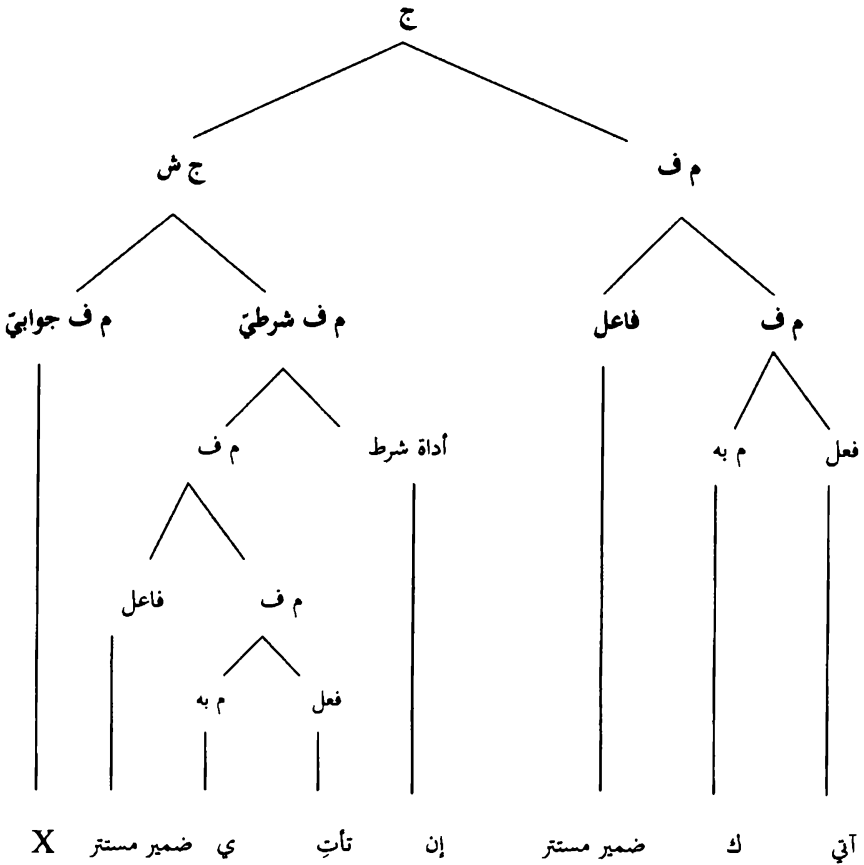 ج
م ف ج ش
م ف فاعل م ف شرطيّ م ف جوابيّ
فعل م به أداة شرط م ف
م ف فاعل
فعل م به
آتي ك ضمير مستتر إن تأتِ ي ضمير مستتر X